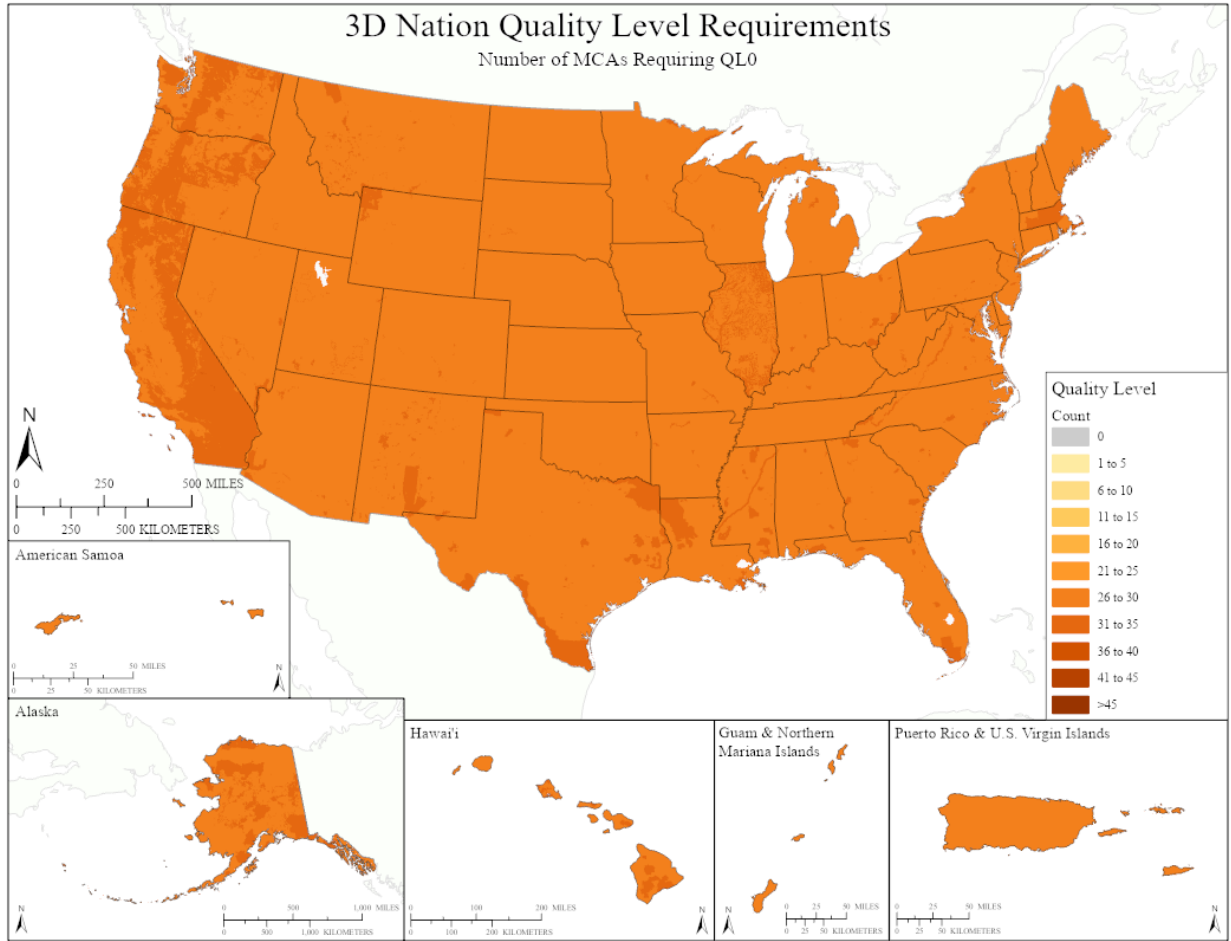 3D Nation Quality Level Requirements
Number of MCAs Requiring QL0
N
0 250 500 MILES
0 250 500 KILOMETERS
Quality Level
Count
0
1 to 5
6 to 10
11 to 15
16 to 20
21 to 25
26 to 30
31 to 35
36 to 40
41 to 45
>45
American Samoa
0 25 50 MILES
0 25 50 KILOMETERS
N
Alaska
N
0 500 1,000 MILES
0 500 1,000 KILOMETERS
Hawai'i
0 100 200 MILES
0 100 200 KILOMETERS
N
Guam & Northern
Mariana Islands
N
0 25 50 MILES
0 25 50 KILOMETERS
Puerto Rico & U.S. Virgin Islands
0 25 50 MILES
0 25 50 KILOMETERS
N